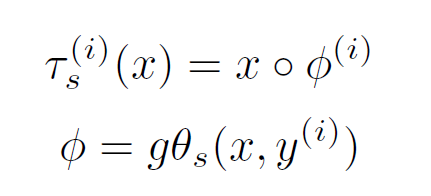 τ_s^{(i)}(x) = x ∘ ϕ^{(i)}
ϕ = gθ_s(x, y^{(i)})